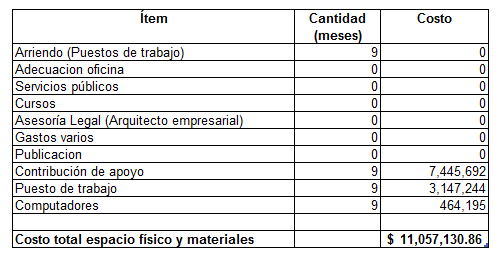 Ítem Cantidad (meses) Costo
Arriendo (Puestos de trabajo) 9 0
Adecuacion oficina 0 0
Servicios públicos 0 0
Cursos 0 0
Asesoría Legal (Arquitecto empresarial) 0 0
Gastos varios 0 0
Publicacion 0 0
Contribución de apoyo 9 7,445,692
Puesto de trabajo 9 3,147,244
Computadores 9 464,195
Costo total espacio físico y materiales $ 11,057,130.86